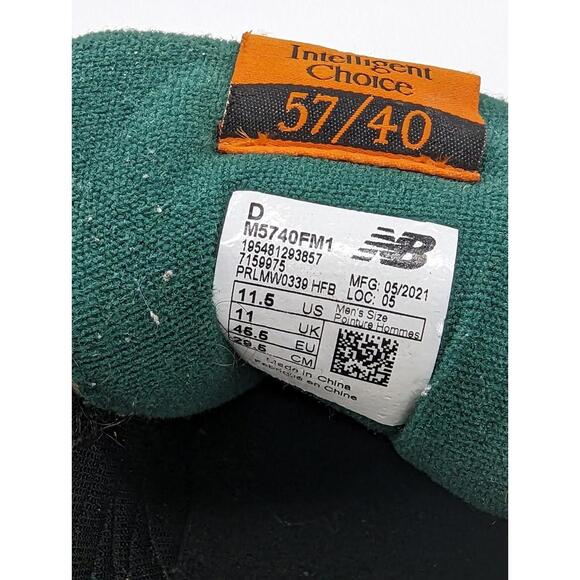 Intelligent
Choice
57/40
D
M5740FM1
195481293857
7159975
PRLMW0339 HFB
NB
MFG: 05/2021
LOC: 05
11.5 US
11 UK
45.5 EU
29.5 CM
Men's Size
Pointure Hommes
Made in China
Fabriqué en Chine